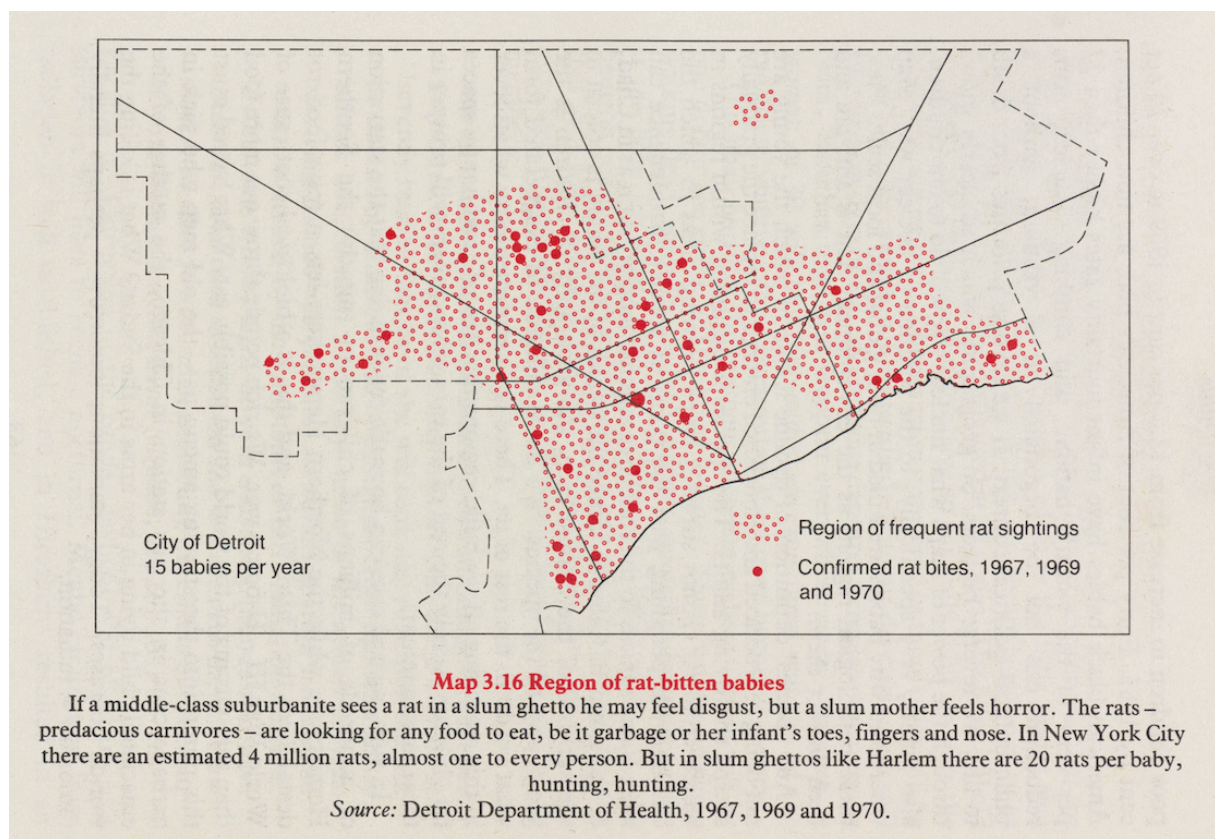 Region of frequent rat sightings
City of Detroit
15 babies per year
Confirmed rat bites, 1967, 1969
and 1970
Map 3.16 Region of rat-bitten babies
If a middle-class suburbanite sees a rat in a slum ghetto he may feel disgust, but a slum mother feels horror. The rats –
predacious carnivores – are looking for any food to eat, be it garbage or her infant's toes, fingers and nose. In New York City
there are an estimated 4 million rats, almost one to every person. But in slum ghettos like Harlem there are 20 rats per baby,
hunting, hunting.
Source: Detroit Department of Health, 1967, 1969 and 1970.